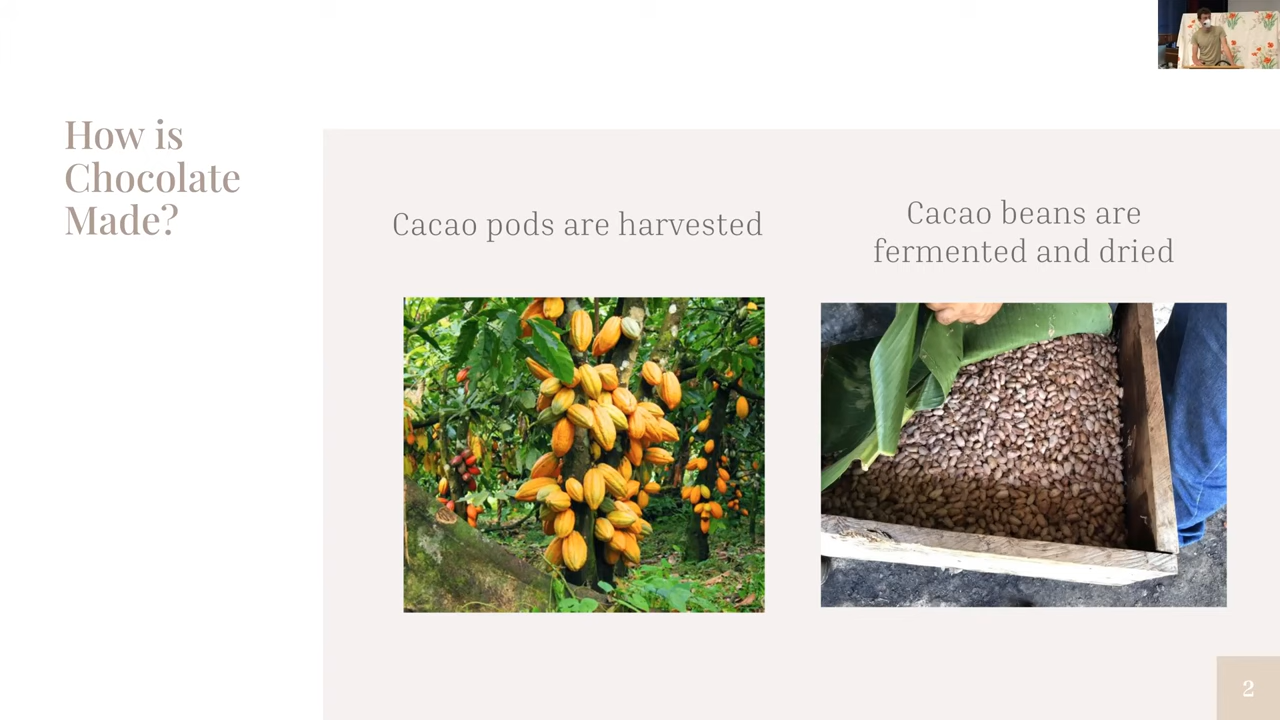 How is
Chocolate
Made?
Cacao pods are harvested
Cacao beans are
fermented and dried
2